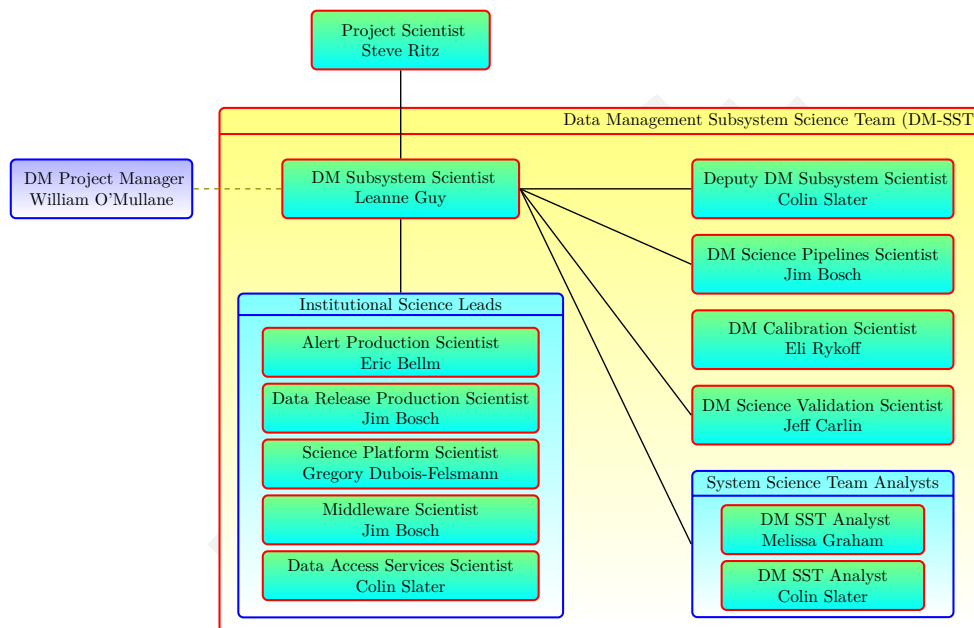 Project Scientist
Steve Ritz
Data Management Subsystem Science Team (DM-SST
DM Project Manager
William O'Mullane
DM Subsystem Scientist
Leanne Guy
Deputy DM Subsystem Scientist
Colin Slater
DM Science Pipelines Scientist
Jim Bosch
DM Calibration Scientist
Eli Rykoff
DM Science Validation Scientist
Jeff Carlin
Institutional Science Leads
Alert Production Scientist
Eric Bellm
Data Release Production Scientist
Jim Bosch
Science Platform Scientist
Gregory Dubois-Felsmann
Middleware Scientist
Jim Bosch
Data Access Services Scientist
Colin Slater
System Science Team Analysts
DM SST Analyst
Melissa Graham
DM SST Analyst
Colin Slater